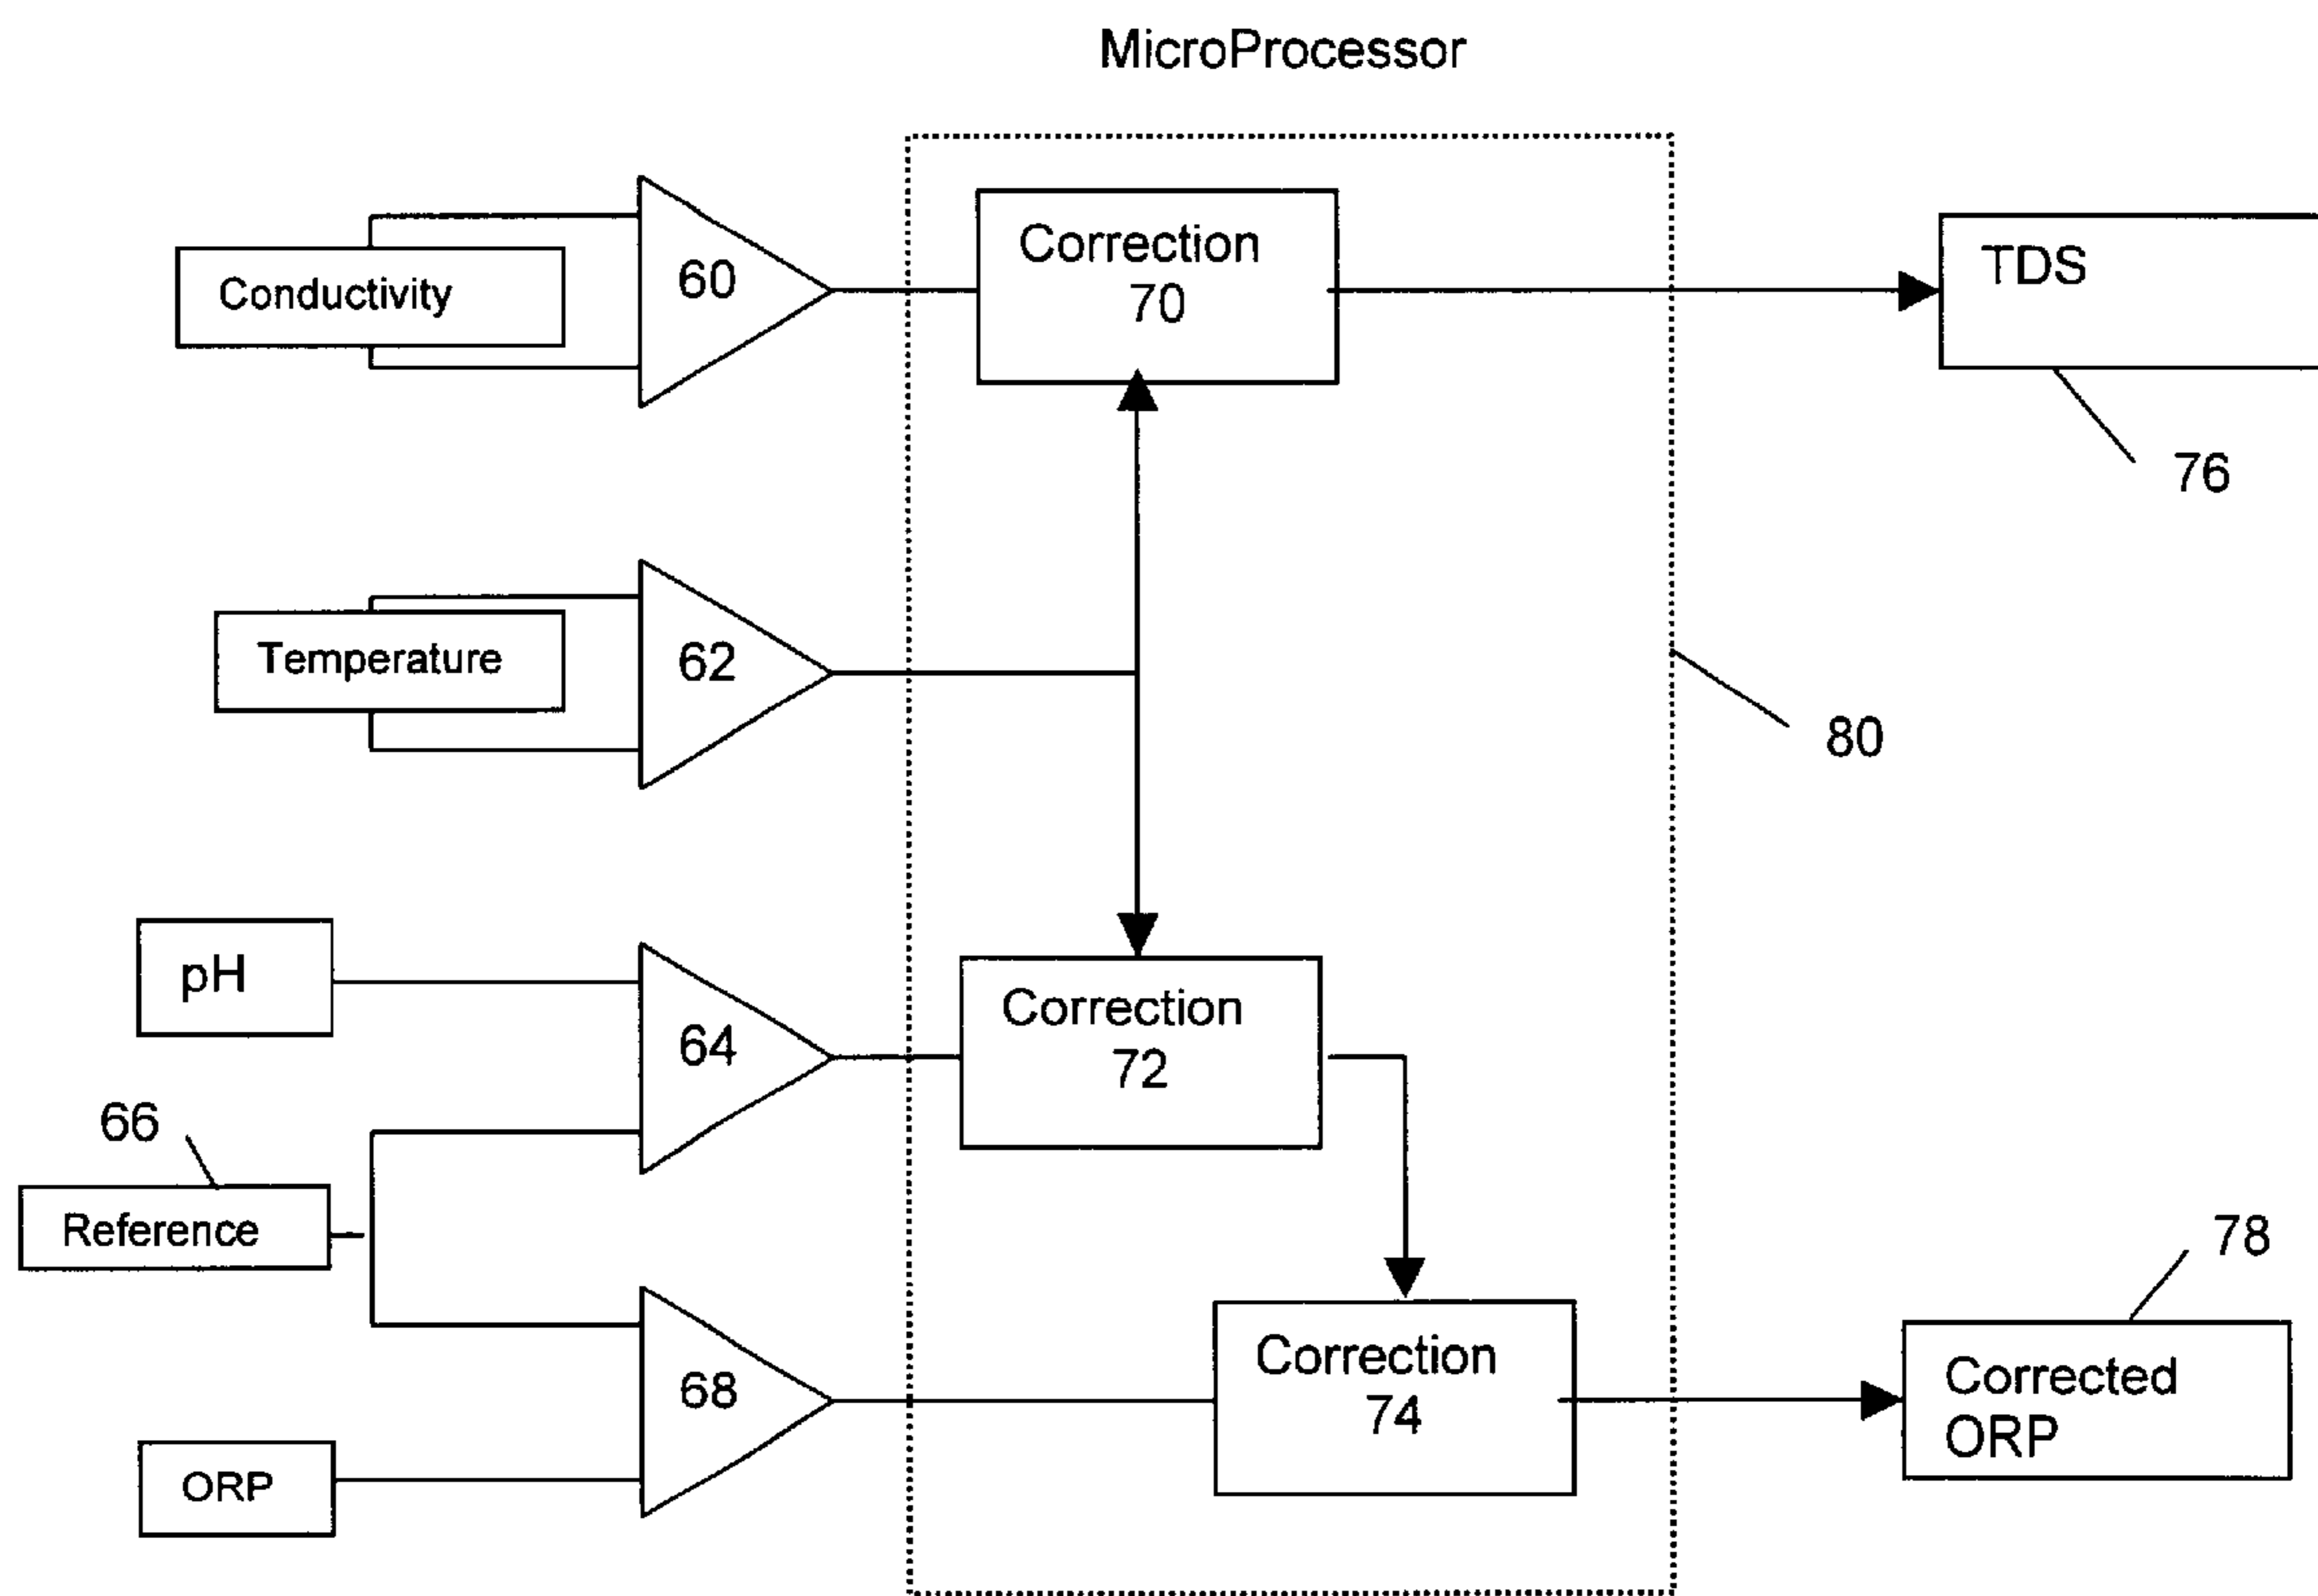 MicroProcessor
Conductivity
60
Correction
70
TDS
76
Temperature
62
80
pH
64
Correction
72
66
Reference
78
68
Correction
74
Corrected
ORP
ORP